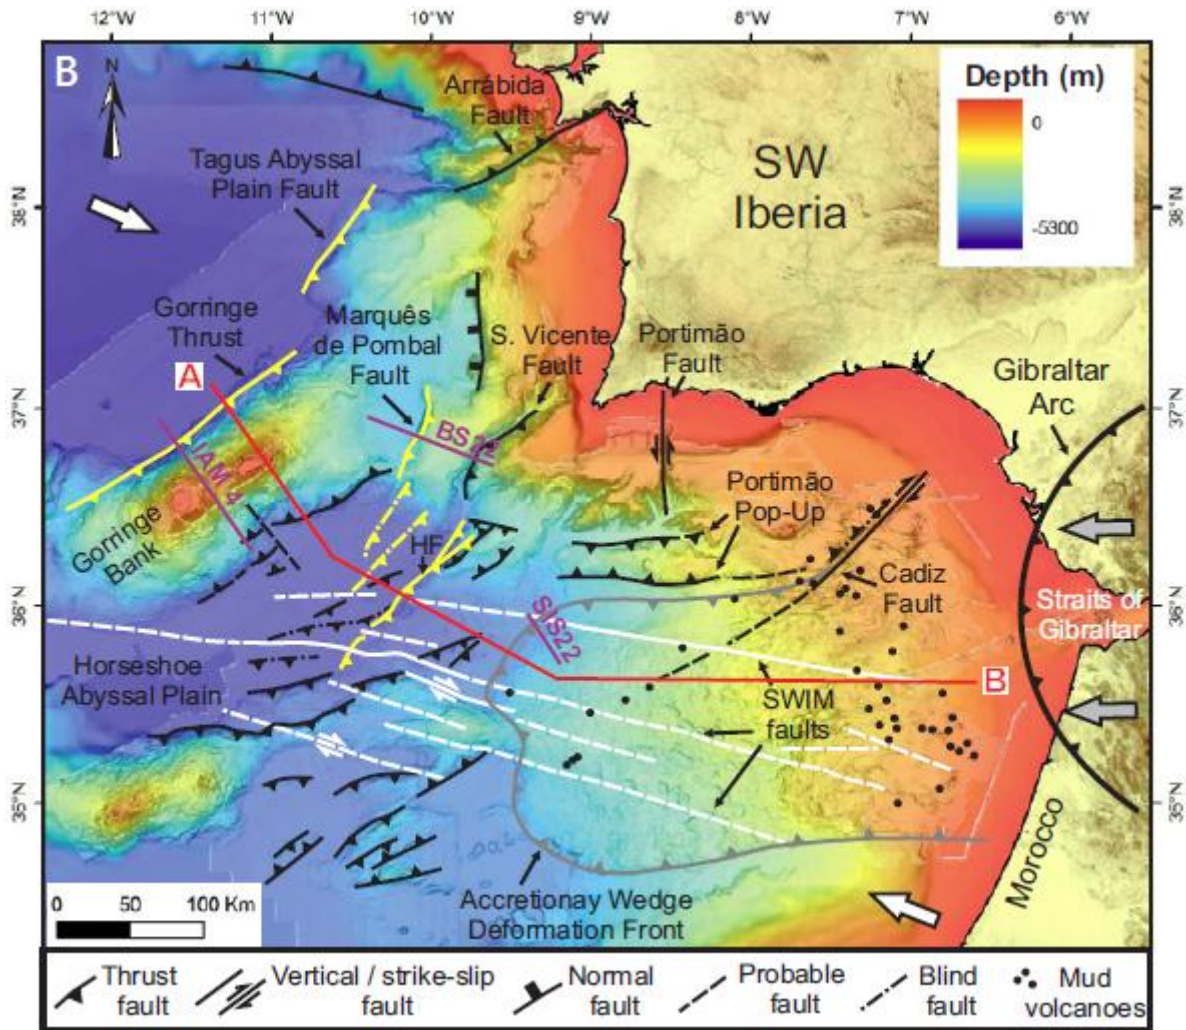 12°W
11°W
10°W
9°W
8°W
7°W
6°W
B
N
Depth (m)
0
-5300
Arrábida
Fault
SW
Iberia
Tagus Abyssal
Plain Fault
38°N
38°N
Gorringe
Thrust
Marquês
de Pombal
Fault
S. Vicente
Fault
Portimão
Fault
Gibraltar
Arc
A
37°N
37°N
BS 22
IAM 4
Portimão
Pop-Up
Gorringe
Bank
HF
Cadiz
Fault
36°N
36°N
Straits of
Gibraltar
SIS22
Horseshoe
Abyssal Plain
B
SWIM
faults
35°N
35°N
Morocco
0 50 100 Km
Accretionay Wedge
Deformation Front
Thrust
fault
Vertical / strike-slip
fault
Normal
fault
Probable
fault
Blind
fault
Mud
volcanoes